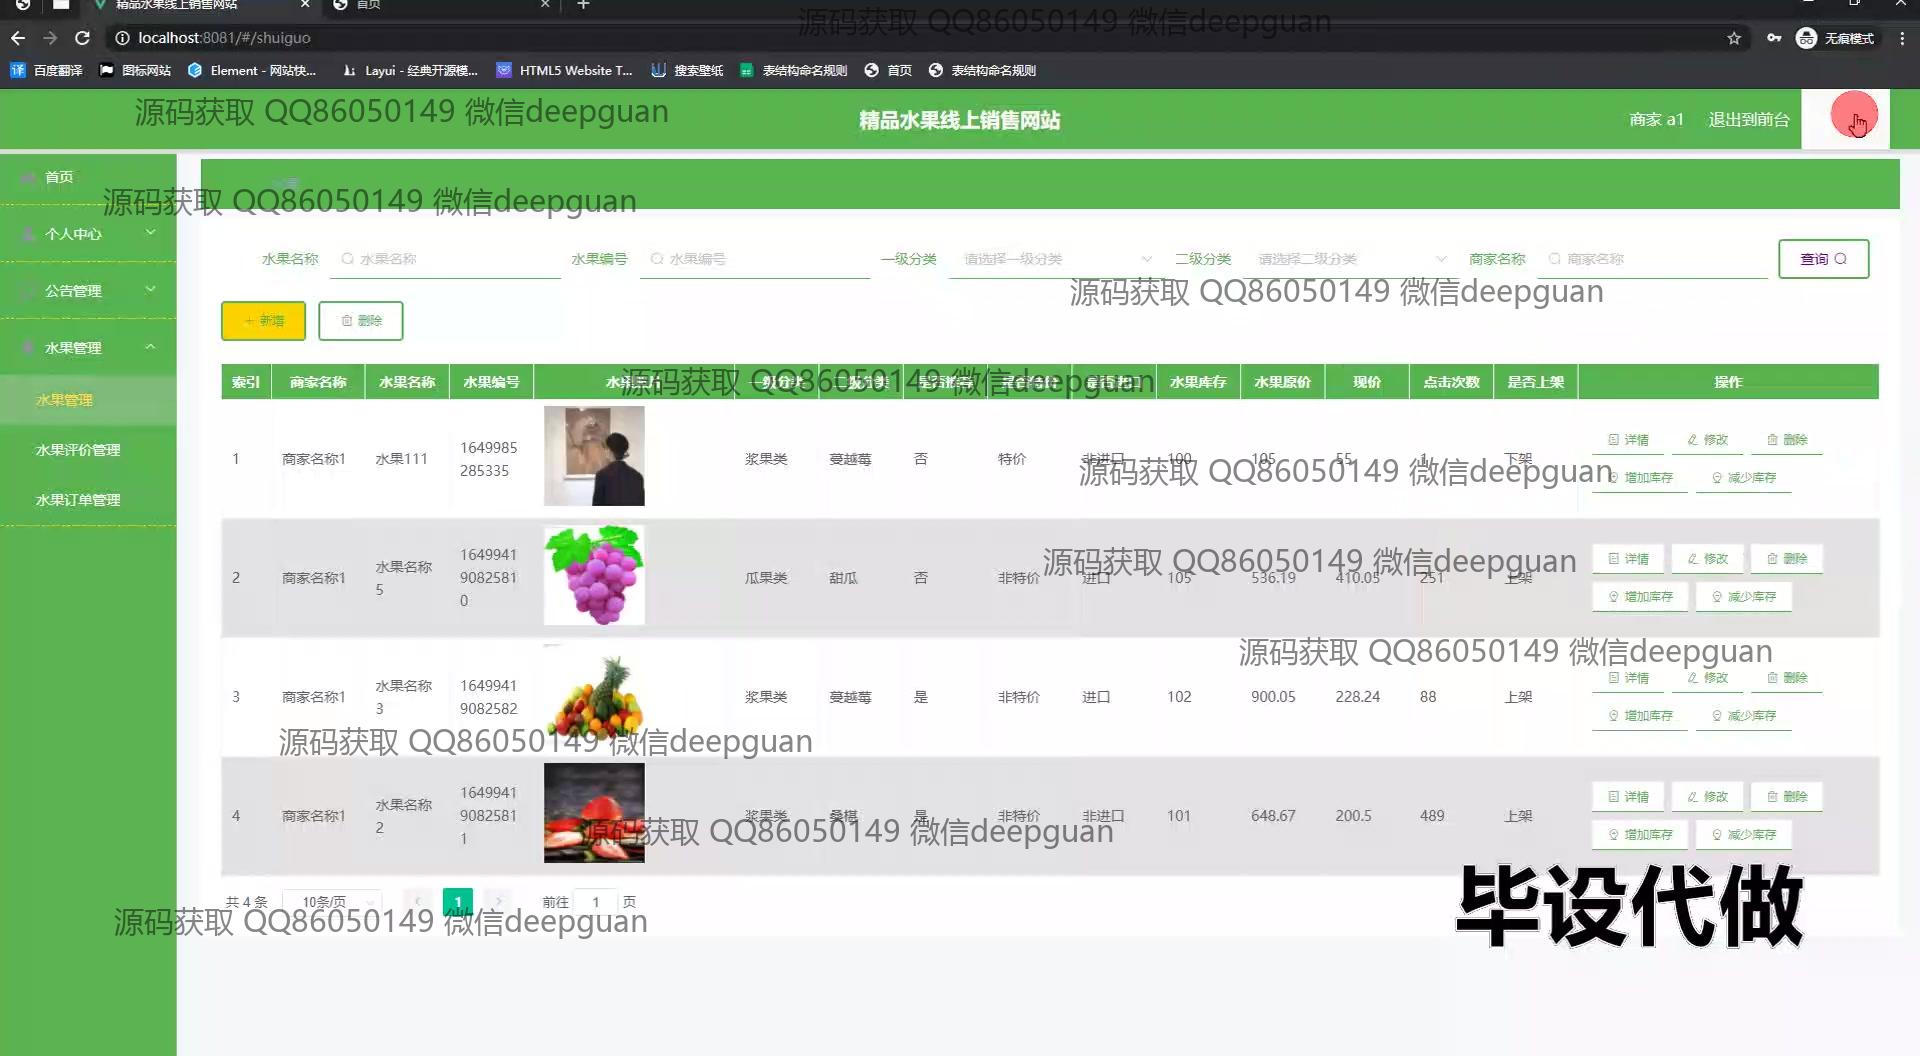 精品水果线上销售网站
首页
源码获取 QQ86050149 微信deepguan
localhost:8081/#/shuiguo
无痕模式
百度翻译 图标网站 Element - 网站快... Layui - 经典开源模... HTML5 Website T... 搜索壁纸 表结构命名规则 首页 表结构命名规则
源码获取 QQ86050149 微信deepguan
精品水果线上销售网站
商家 a1 退出到前台
首页
源码获取 QQ86050149 微信deepguan
个人中心
公告管理
水果管理
水果管理
水果评价管理
水果订单管理
水果名称 水果名称 水果编号 水果编号 一级分类 请选择一级分类 二级分类 请选择二级分类 商家名称 商家名称 查询
源码获取 QQ86050149 微信deepguan
+ 新增 删除
索引 商家名称 水果名称 水果编号 水果照片 一级分类 二级分类 水果库存 水果原价 现价 点击次数 是否上架 操作
源码获取 QQ86050149 微信deepguan
1 商家名称1 水果111 1649985285335 浆果类 蔓越莓 否 特价 非进口 100 105 55 1 下架 详情 修改 删除
增加库存 减少库存
源码获取 QQ86050149 微信deepguan
2 商家名称1 水果名称5 164994190825810 瓜果类 甜瓜 否 非特价 进口 105 536.19 410.05 251 上架 详情 修改 删除
增加库存 减少库存
源码获取 QQ86050149 微信deepguan
源码获取 QQ86050149 微信deepguan
3 商家名称1 水果名称3 16499419082582 浆果类 蔓越莓 是 非特价 进口 102 900.05 228.24 88 上架 详情 修改 删除
增加库存 减少库存
源码获取 QQ86050149 微信deepguan
4 商家名称1 水果名称2 164994190825811 浆果类 桑椹 是 非特价 非进口 101 648.67 200.5 489 上架 详情 修改 删除
增加库存 减少库存
源码获取 QQ86050149 微信deepguan
共 4 条 10条/页 1 前往 1 页
源码获取 QQ86050149 微信deepguan
毕设代做